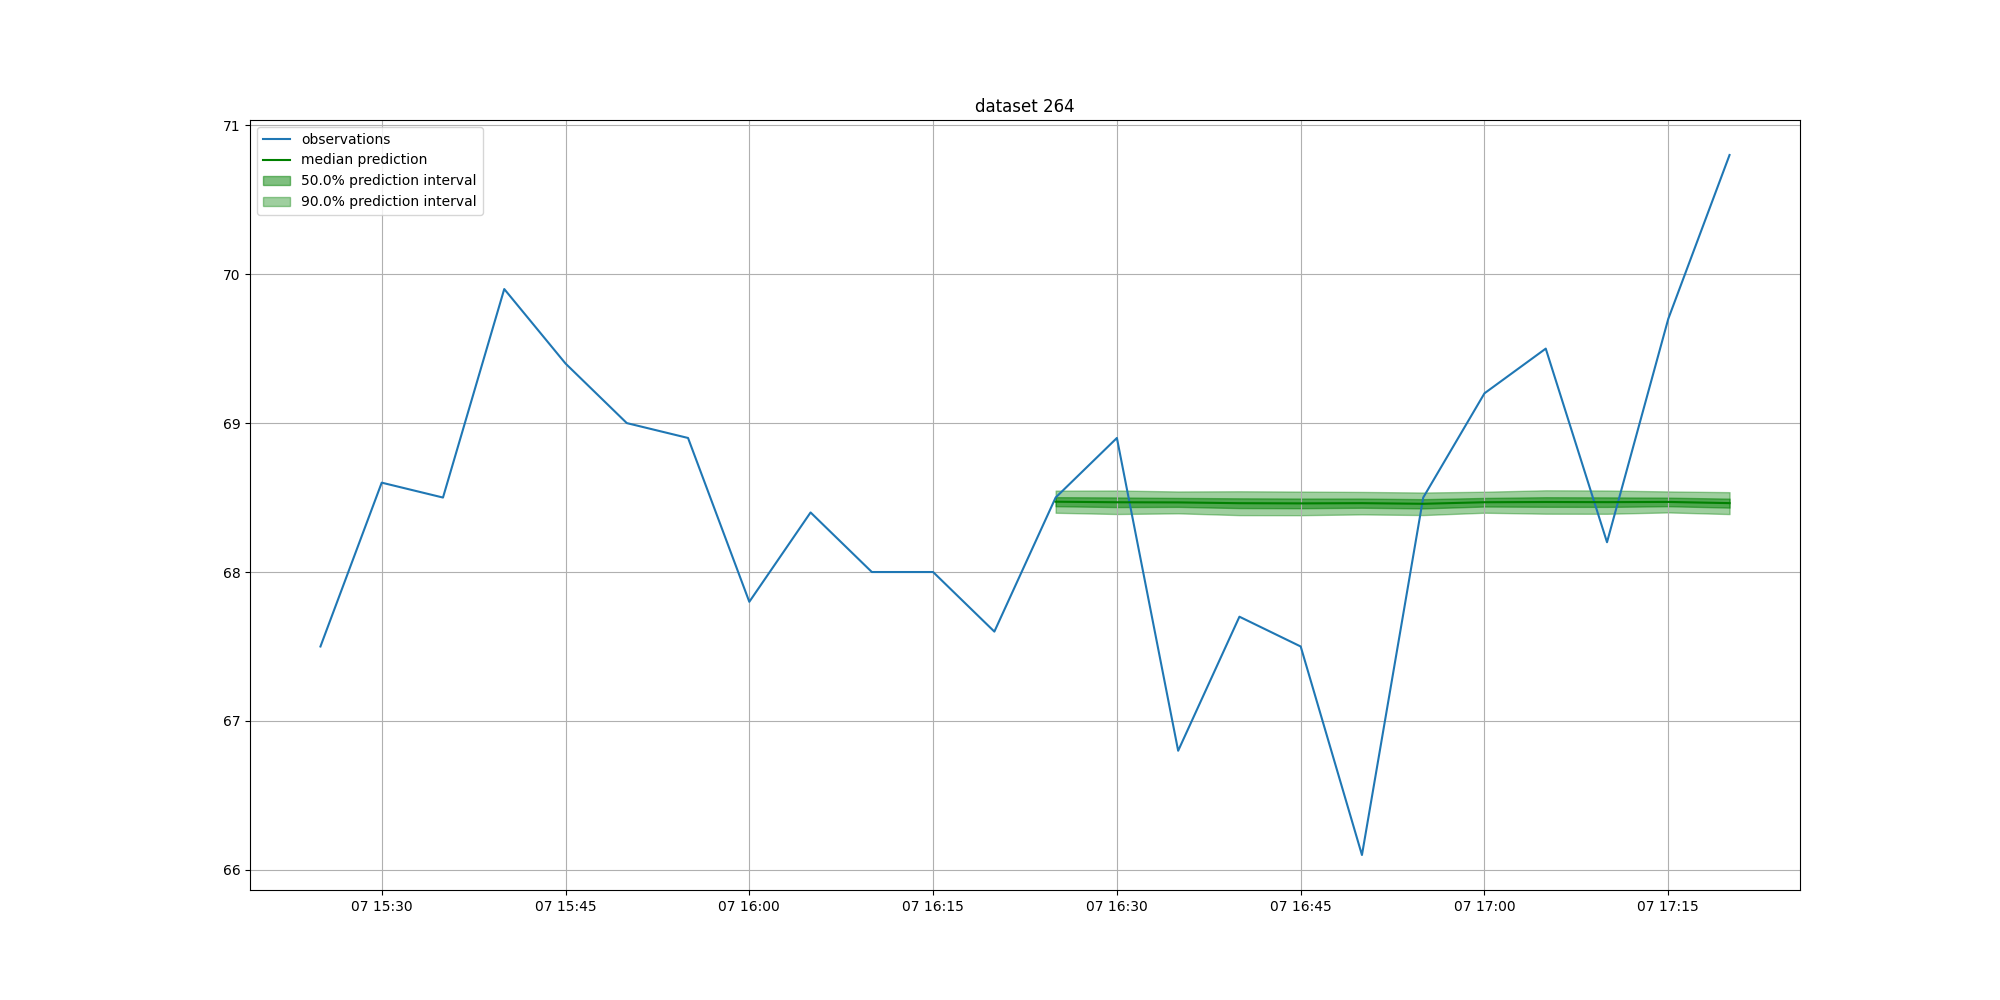 dataset 264
71
70
69
68
67
66
observations
median prediction
50.0% prediction interval
90.0% prediction interval
07 15:30
07 15:45
07 16:00
07 16:15
07 16:30
07 16:45
07 17:00
07 17:15